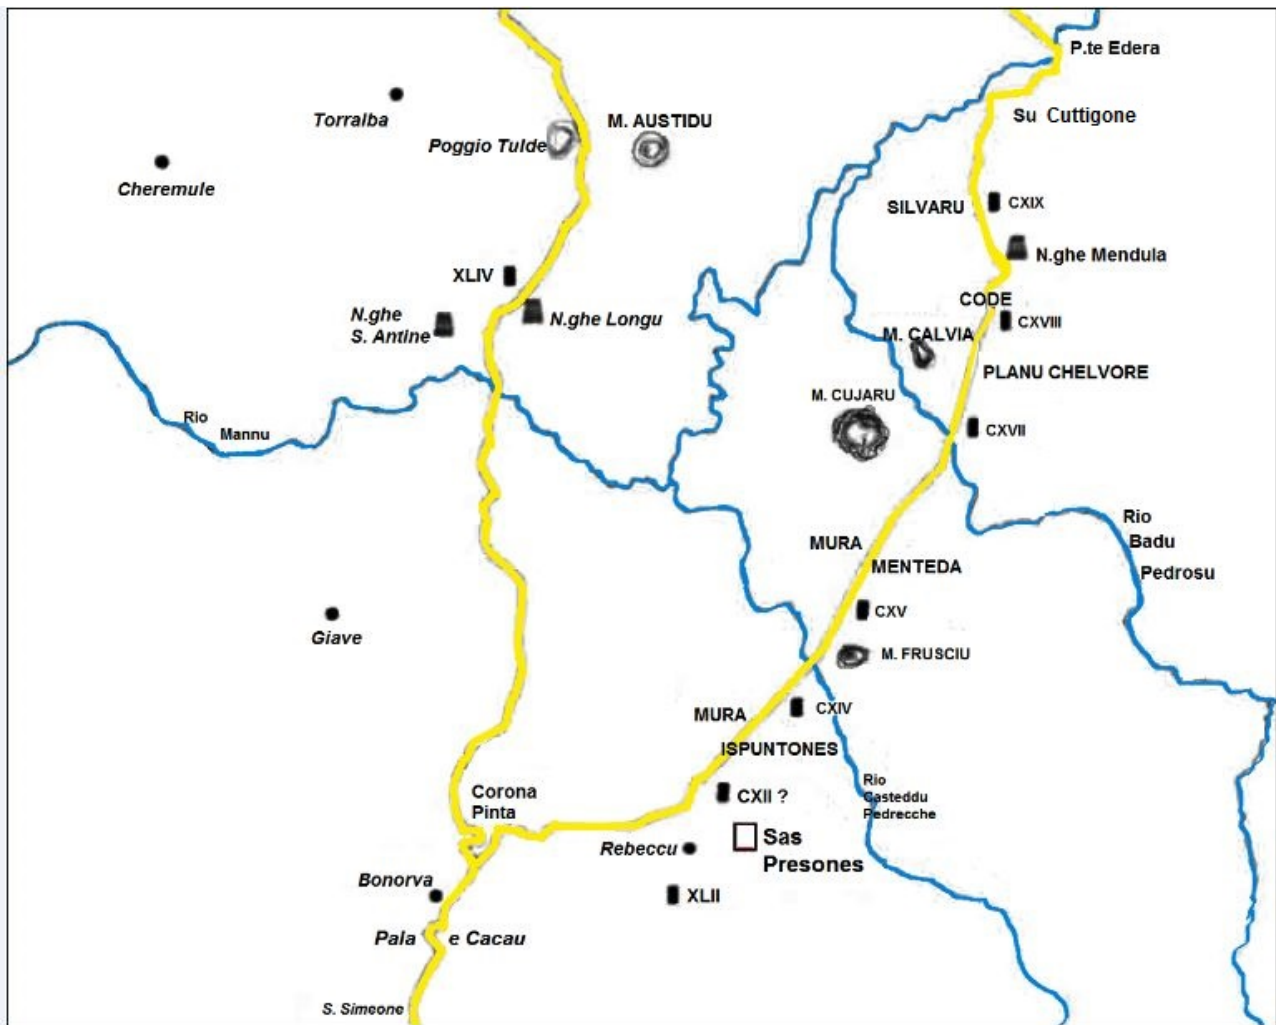 P.te Edera
Torralba
M. AUSTIDU
Su Cuttigone
Poggio Tulde
Cheremule
SILVARU
CXIX
N.ghe Mendula
XLIV
CODE
N.ghe
S. Antine
N.ghe Longu
CXVIII
M. CALVIA
PLANU CHELVORE
M. CUJARU
Rio
Mannu
CXVII
Rio
Badu
Pedrosu
MURA
MENTEDA
Giave
CXV
M. FRUSCIU
MURA
CXIV
ISPUNTONES
Corona
Pinta
CXII ?
Rio
Casteddu
Pedrecche
Rebeccu
Sas
Presones
Bonorva
XLII
Pala e Cacau
S. Simeone